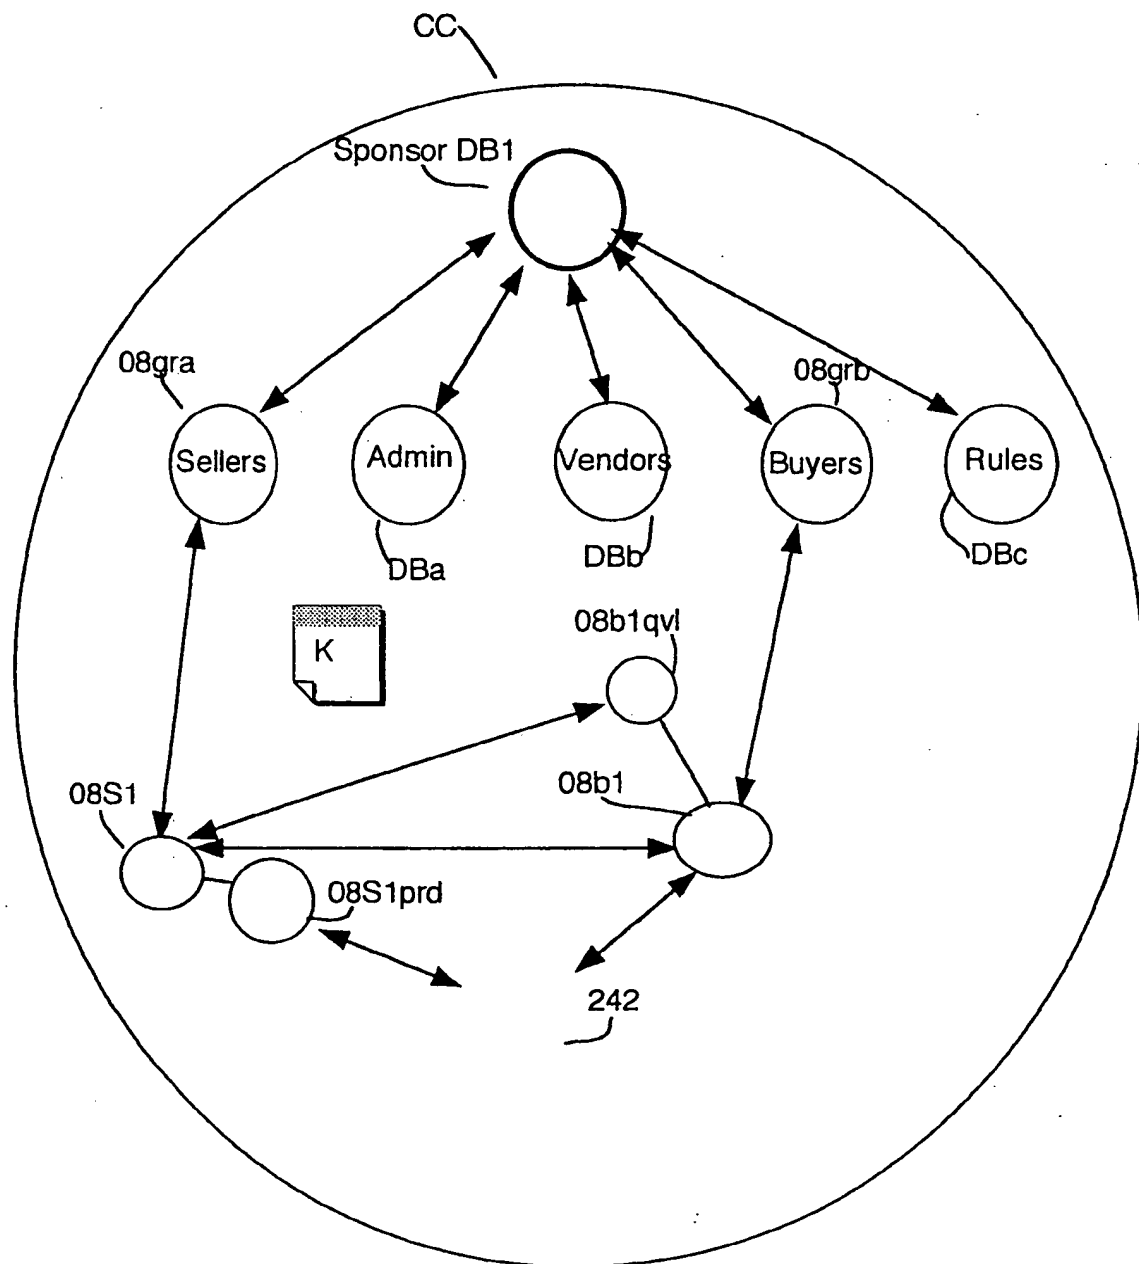 CC
Sponsor DB1
08gra
08grb
Sellers
Admin
Vendors
Buyers
Rules
DBa
DBb
DBc
K
08b1qvl
08S1
08b1
08S1prd
242